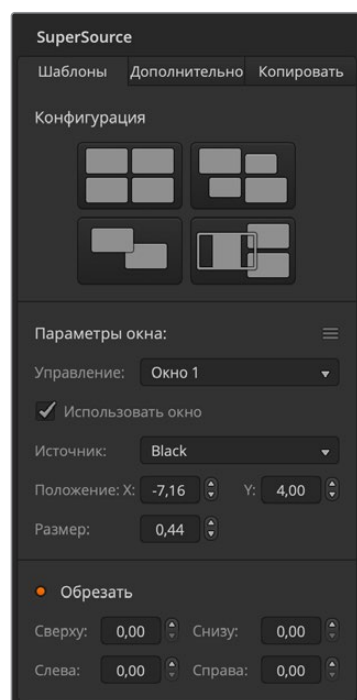 SuperSource
Шаблоны Дополнительно Копировать
Конфигурация
Параметры окна:
Управление: Окно 1
Использовать окно
Источник: Black
Положение: X: -7,16 Y: 4,00
Размер: 0,44
Обрезать
Сверху: 0,00 Снизу: 0,00
Слева: 0,00 Справа: 0,00